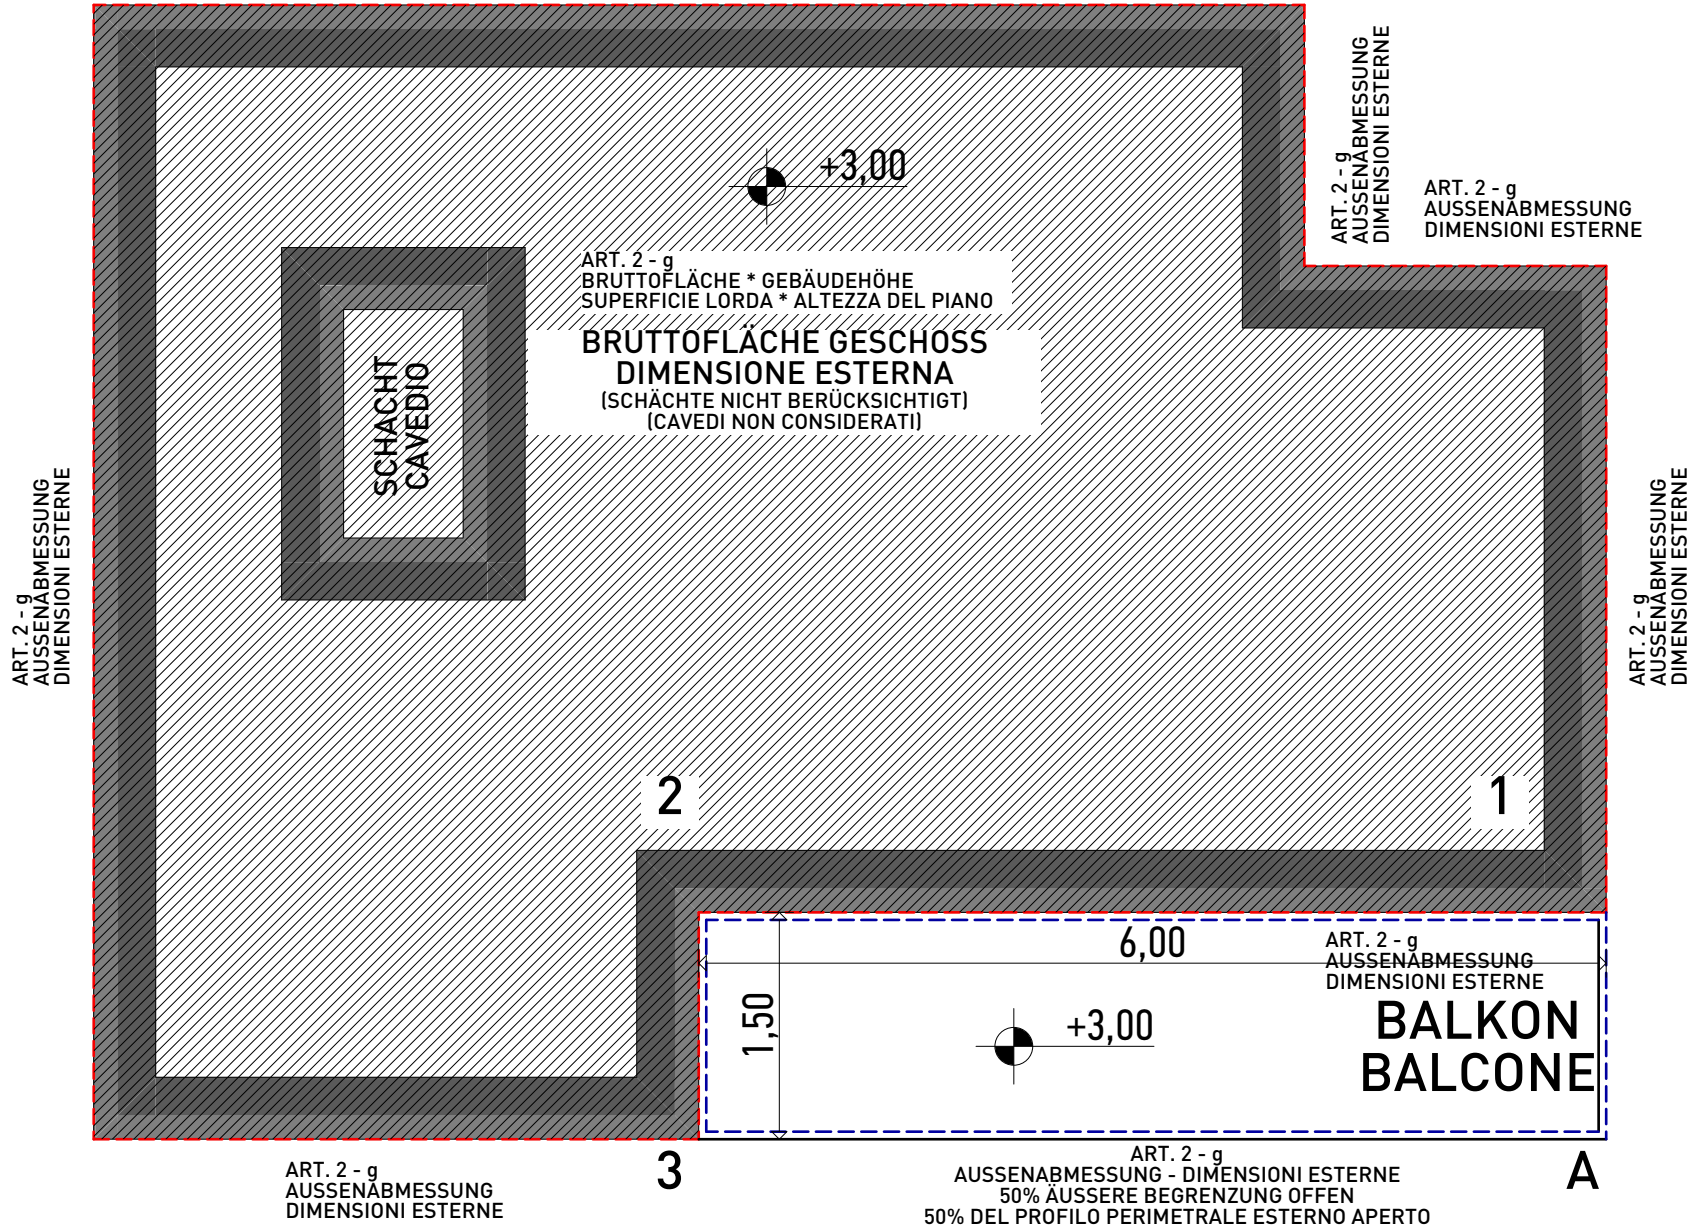 ART. 2 - g
AUSSENABMESSUNG
DIMENSIONI ESTERNE
ART. 2 - g
AUSSENABMESSUNG
DIMENSIONI ESTERNE
+3,00
ART. 2 - g
BRUTTOFLÄCHE * GEBÄUDEHÖHE
SUPERFICIE LORDA * ALTEZZA DEL PIANO
BRUTTOFLÄCHE GESCHOSS
DIMENSIONE ESTERNA
(SCHÄCHTE NICHT BERÜCKSICHTIGT)
(CAVEDI NON CONSIDERATI)
SCHACHT
CAVEDIO
ART. 2 - g
AUSSENABMESSUNG
DIMENSIONI ESTERNE
ART. 2 - g
AUSSENABMESSUNG
DIMENSIONI ESTERNE
2
1
6,00
ART. 2 - g
AUSSENABMESSUNG
DIMENSIONI ESTERNE
1,50
+3,00
BALKON
BALCONE
ART. 2 - g
AUSSENABMESSUNG
DIMENSIONI ESTERNE
3
ART. 2 - g
AUSSENABMESSUNG - DIMENSIONI ESTERNE
50% ÄUSSERE BEGRENZUNG OFFEN
50% DEL PROFILO PERIMETRALE ESTERNO APERTO
A